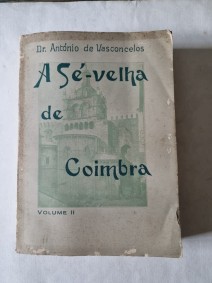 Dr. António de Vasconcelos
A Sé-velha
de
Coimbra
VOLUME II